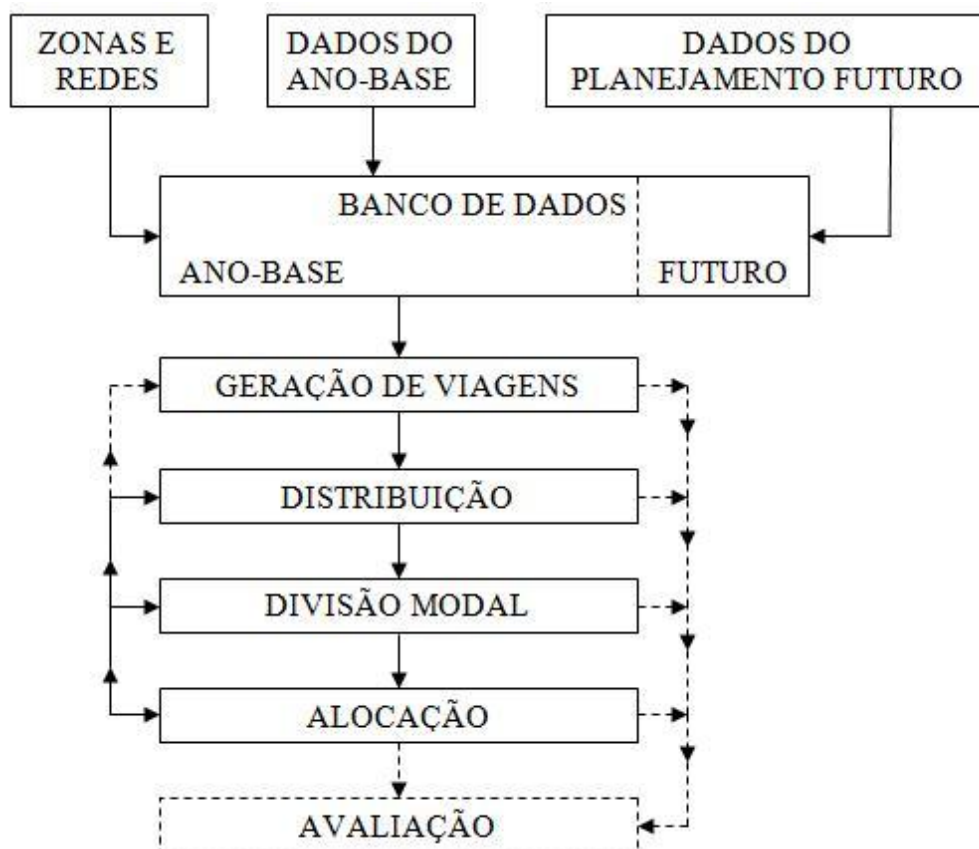 ZONAS E
REDES
DADOS DO
ANO-BASE
DADOS DO
PLANEJAMENTO FUTURO
BANCO DE DADOS
ANO-BASE
FUTURO
GERAÇÃO DE VIAGENS
DISTRIBUIÇÃO
DIVISÃO MODAL
ALOCAÇÃO
AVALIAÇÃO